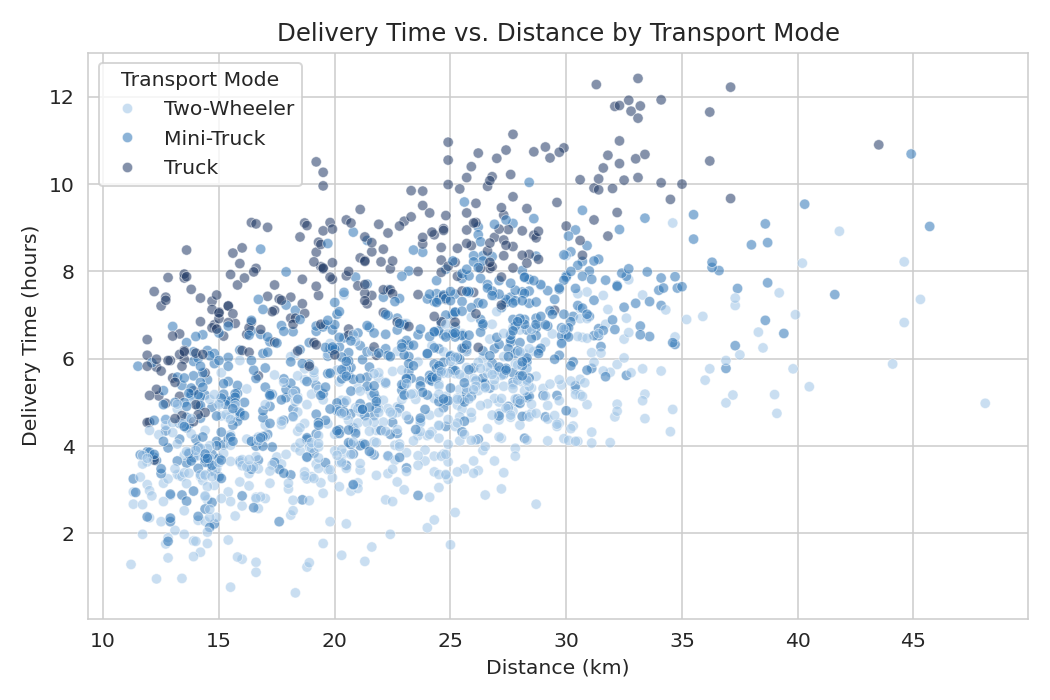 Delivery Time vs. Distance by Transport Mode
Transport Mode
Two-Wheeler
Mini-Truck
Truck
12
10
8
6
4
2
Delivery Time (hours)
10 15 20 25 30 35 40 45
Distance (km)